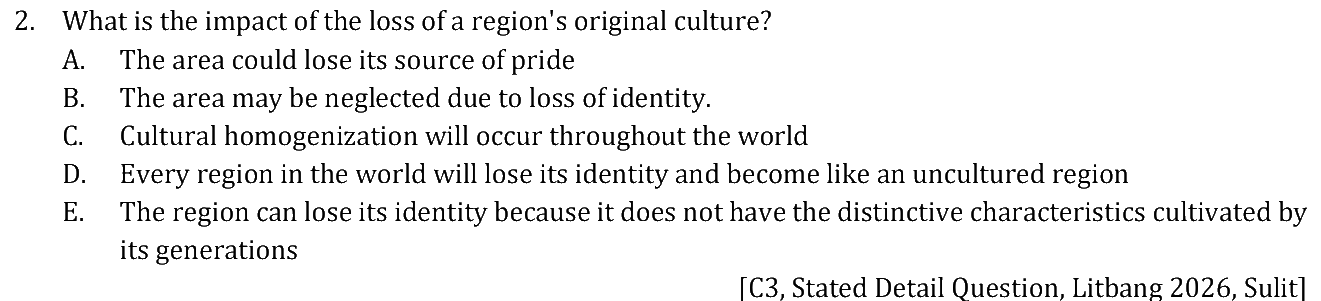 2. What is the impact of the loss of a region's original culture?
A. The area could lose its source of pride
B. The area may be neglected due to loss of identity.
C. Cultural homogenization will occur throughout the world
D. Every region in the world will lose its identity and become like an uncultured region
E. The region can lose its identity because it does not have the distinctive characteristics cultivated by
its generations
[C3, Stated Detail Question, Litbang 2026, Sulit]